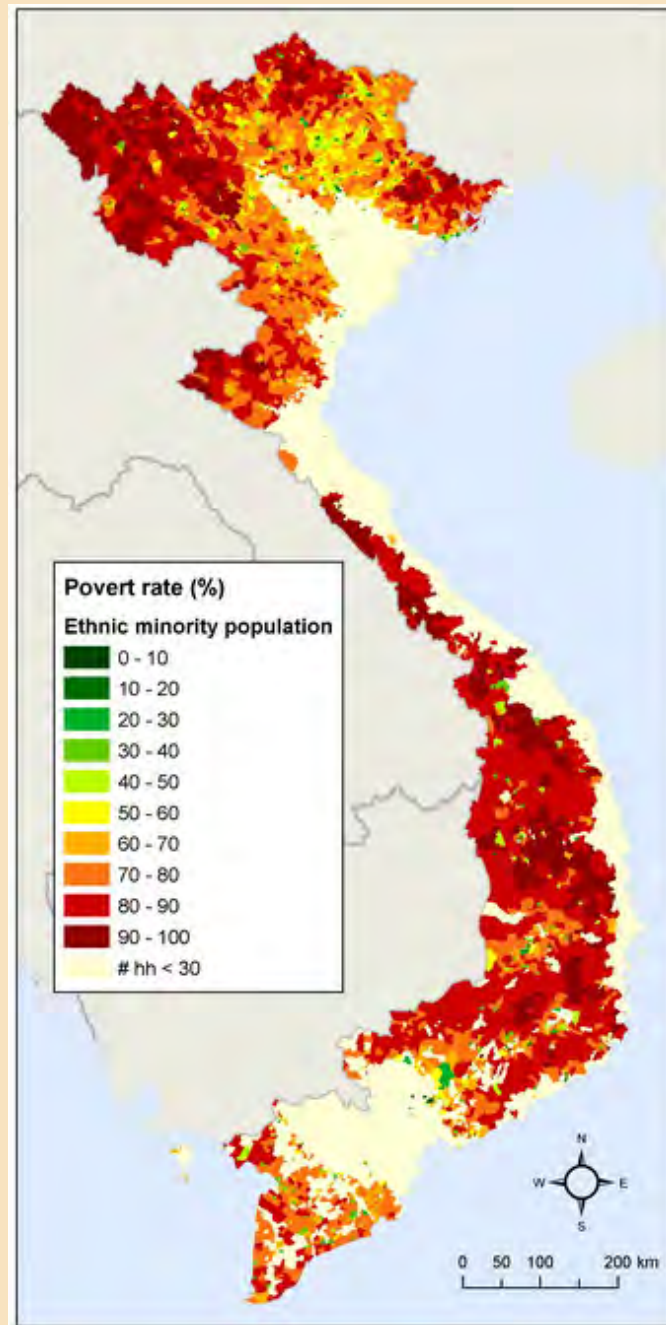 Povert rate (%)
Ethnic minority population
0 - 10
10 - 20
20 - 30
30 - 40
40 - 50
50 - 60
60 - 70
70 - 80
80 - 90
90 - 100
# hh < 30
N
W E
S
0 50 100 200 km